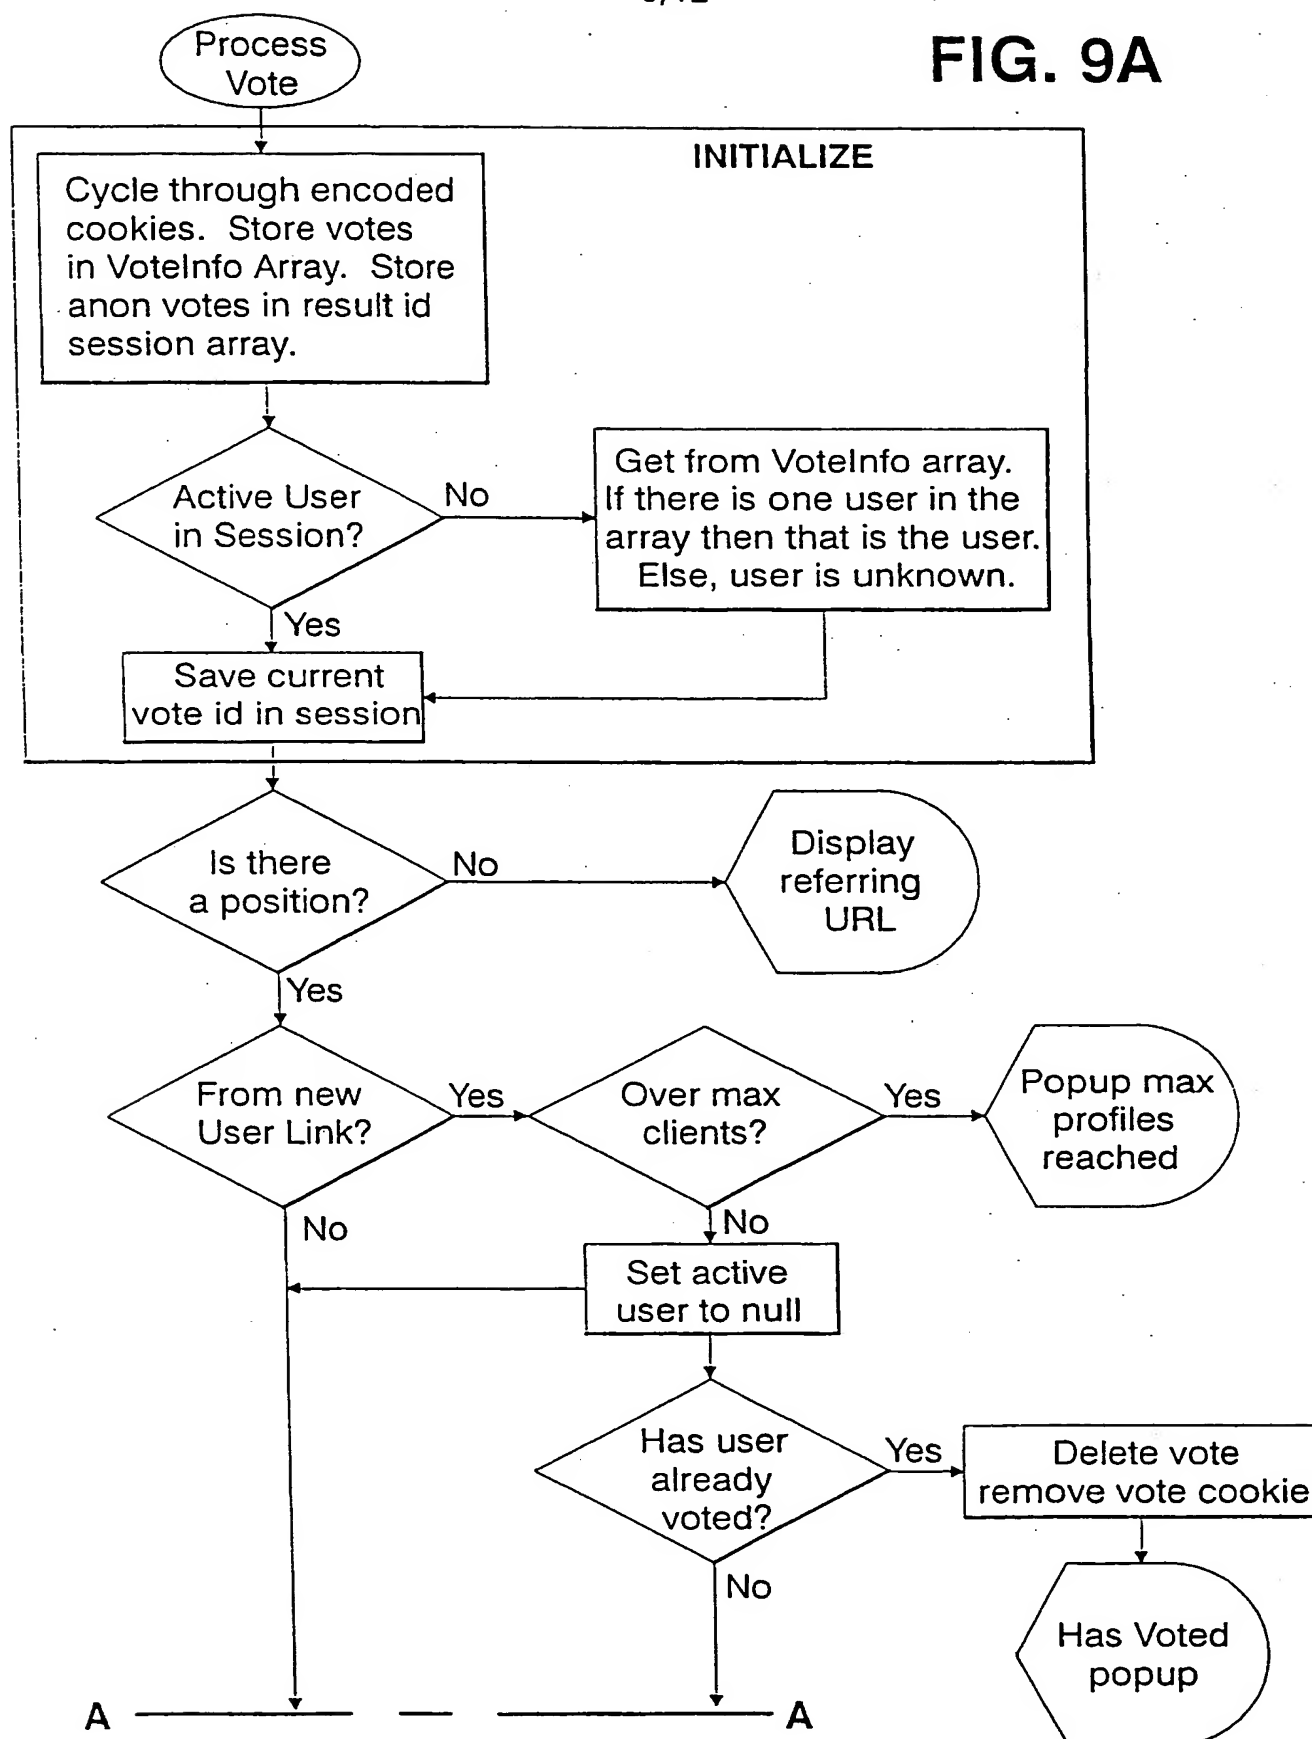 FIG. 9A
Process
Vote
INITIALIZE
Cycle through encoded
cookies. Store votes
in VoteInfo Array. Store
anon votes in result id
session array.
Active User
in Session?
No
Get from VoteInfo array.
If there is one user in the
array then that is the user.
Else, user is unknown.
Yes
Save current
vote id in session
Is there
a position?
No
Display
referring
URL
Yes
From new
User Link?
Yes
Over max
clients?
Yes
Popup max
profiles
reached
No
No
Set active
user to null
Has user
already
voted?
Yes
Delete vote
remove vote cookie
No
Has Voted
popup
A
A